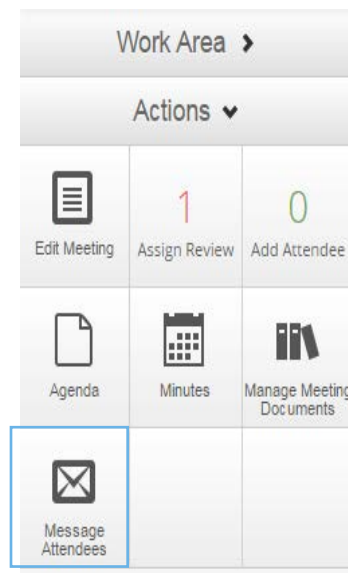 Work Area
Actions
1
0
Edit Meeting
Assign Review
Add Attendee
Agenda
Minutes
Manage Meeting
Documents
Message
Attendees